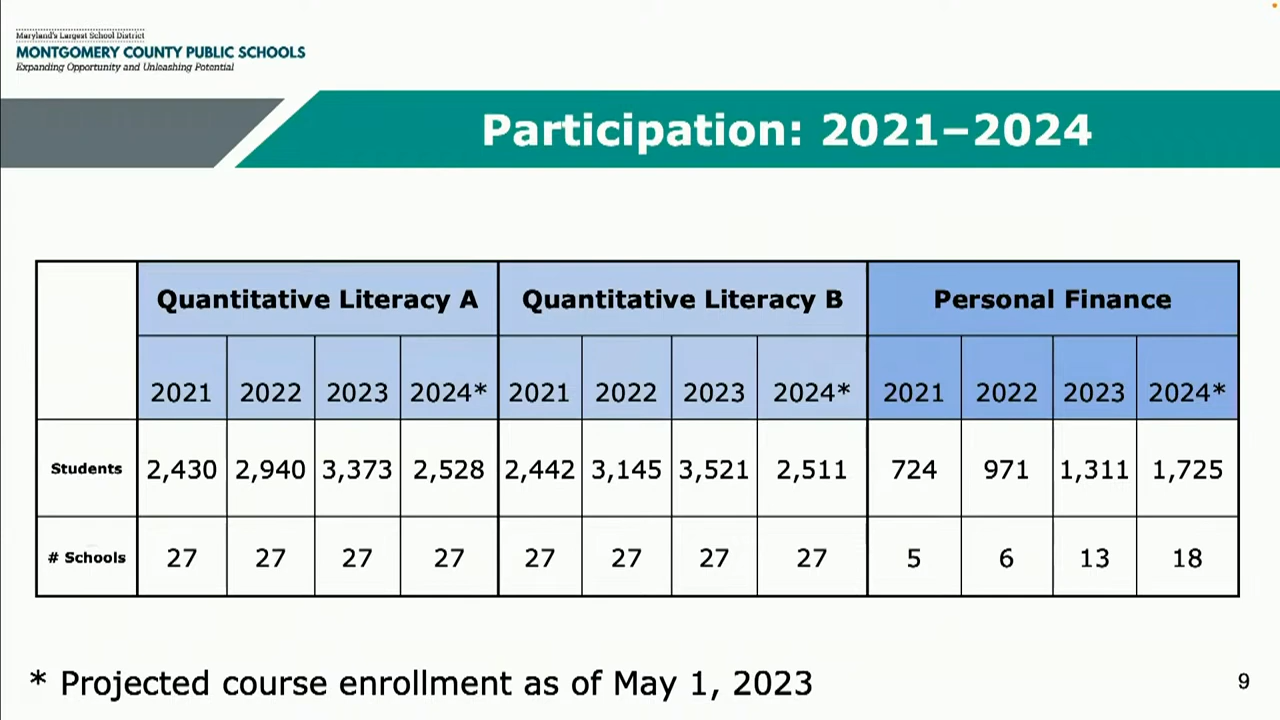 Maryland's Largest School District
MONTGOMERY COUNTY PUBLIC SCHOOLS
Expanding Opportunity and Unleashing Potential
Participation: 2021–2024
Quantitative Literacy A Quantitative Literacy B Personal Finance
2021 2022 2023 2024* 2021 2022 2023 2024* 2021 2022 2023 2024*
Students 2,430 2,940 3,373 2,528 2,442 3,145 3,521 2,511 724 971 1,311 1,725
# Schools 27 27 27 27 27 27 27 27 5 6 13 18
* Projected course enrollment as of May 1, 2023
9